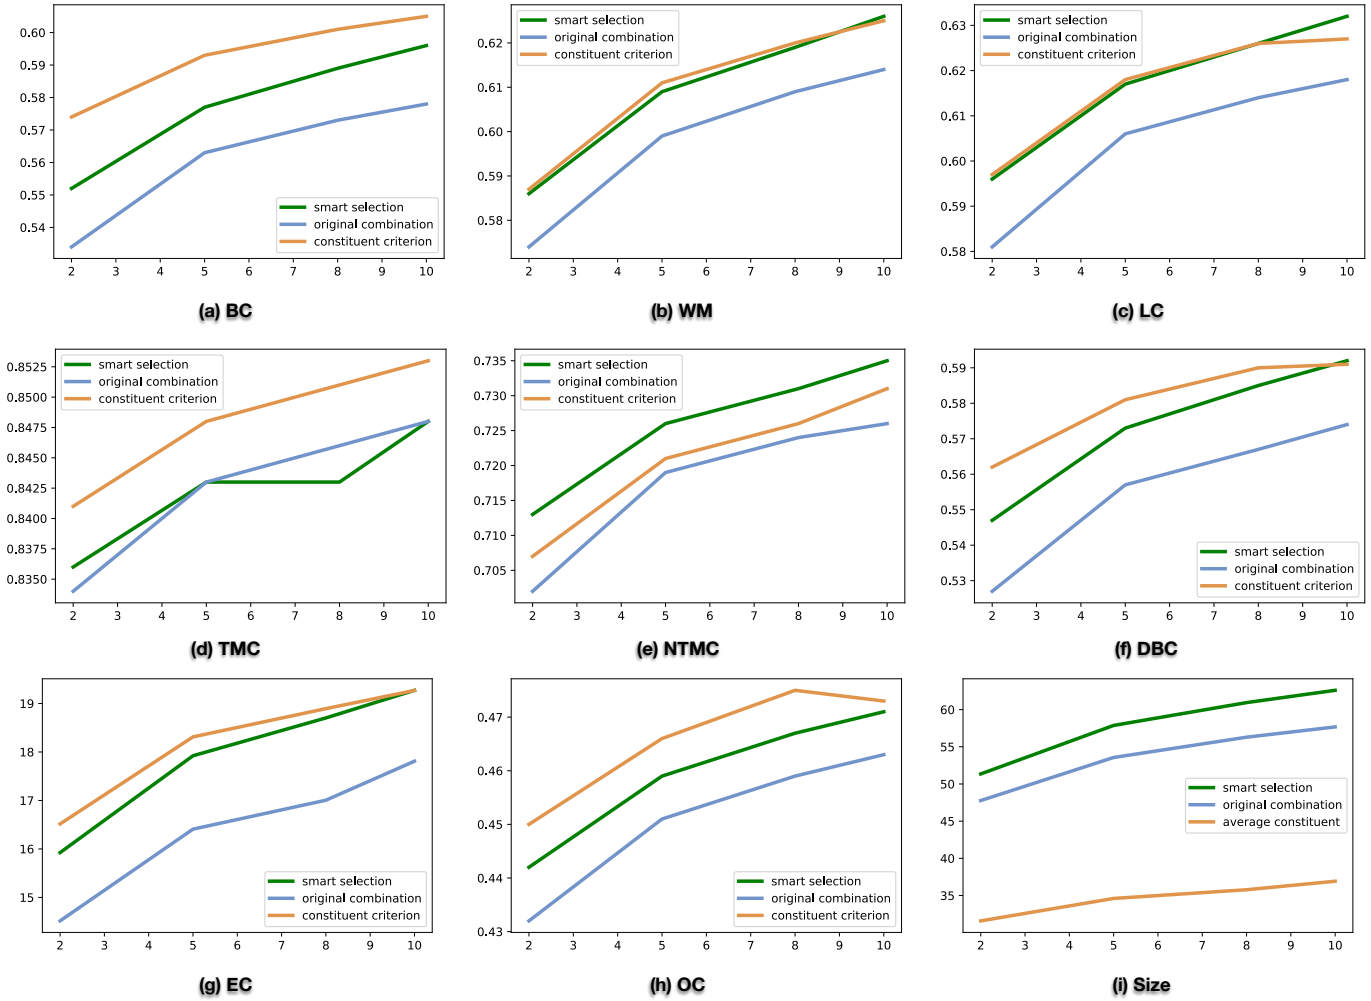 0.60
0.59
0.58
0.57
0.56
0.55
0.54
smart selection
original combination
constituent criterion
2 3 4 5 6 7 8 9 10
(a) BC
0.62
0.61
0.60
0.59
0.58
smart selection
original combination
constituent criterion
2 3 4 5 6 7 8 9 10
(b) WM
0.63
0.62
0.61
0.60
0.59
0.58
smart selection
original combination
constituent criterion
2 3 4 5 6 7 8 9 10
(c) LC
0.8525
0.8500
0.8475
0.8450
0.8425
0.8400
0.8375
0.8350
smart selection
original combination
constituent criterion
2 3 4 5 6 7 8 9 10
(d) TMC
0.735
0.730
0.725
0.720
0.715
0.710
0.705
smart selection
original combination
constituent criterion
2 3 4 5 6 7 8 9 10
(e) NTMC
0.59
0.58
0.57
0.56
0.55
0.54
0.53
smart selection
original combination
constituent criterion
2 3 4 5 6 7 8 9 10
(f) DBC
19
18
17
16
15
smart selection
original combination
constituent criterion
2 3 4 5 6 7 8 9 10
(g) EC
0.47
0.46
0.45
0.44
0.43
smart selection
original combination
constituent criterion
2 3 4 5 6 7 8 9 10
(h) OC
60
55
50
45
40
35
smart selection
original combination
average constituent
2 3 4 5 6 7 8 9 10
(i) Size